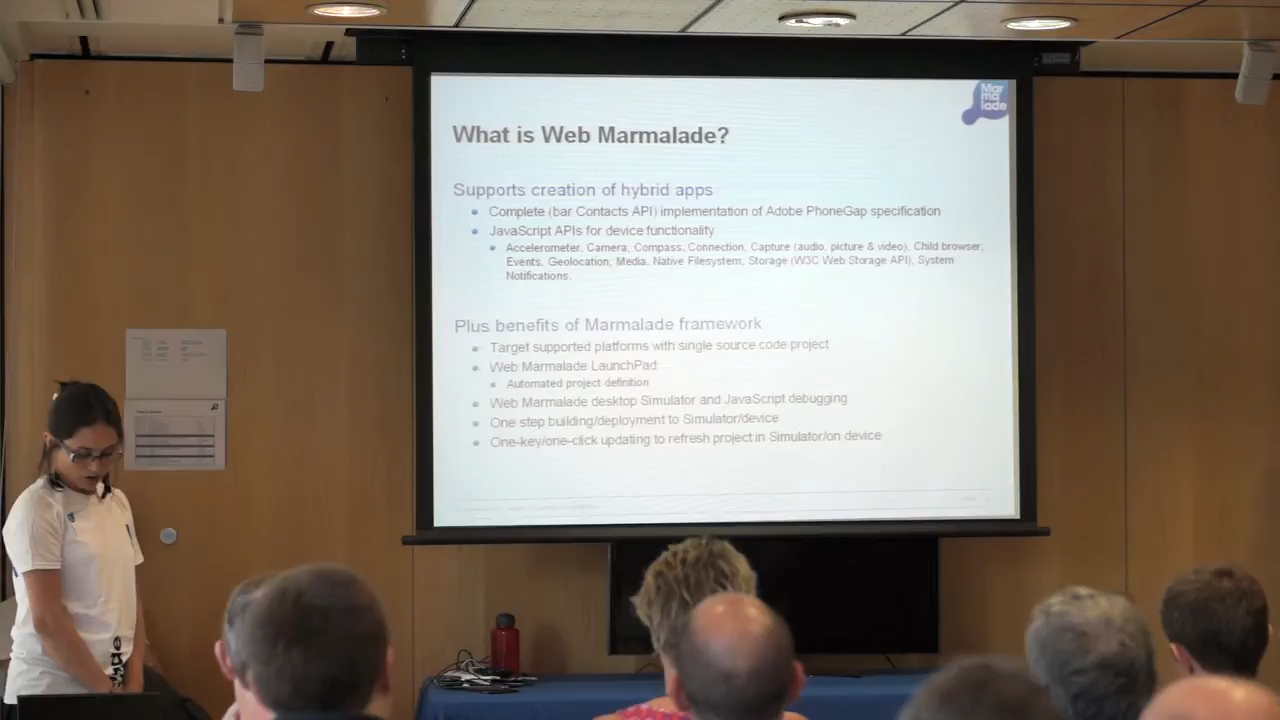 Mar
ma
lade
What is Web Marmalade?
Supports creation of hybrid apps
Complete (bar Contacts API) implementation of Adobe PhoneGap specification
JavaScript APIs for device functionality
Accelerometer, Camera, Compass, Connection, Capture (audio, picture & video), Child browser,
Events, Geolocation, Media, Native Filesystem, Storage (W3C Web Storage API), System
Notifications.
Plus benefits of Marmalade framework
Target supported platforms with single source code project
Web Marmalade LaunchPad
Automated project definition
Web Marmalade desktop Simulator and JavaScript debugging
One step building/deployment to Simulator/device
One-key/one-click updating to refresh project in Simulator/on device